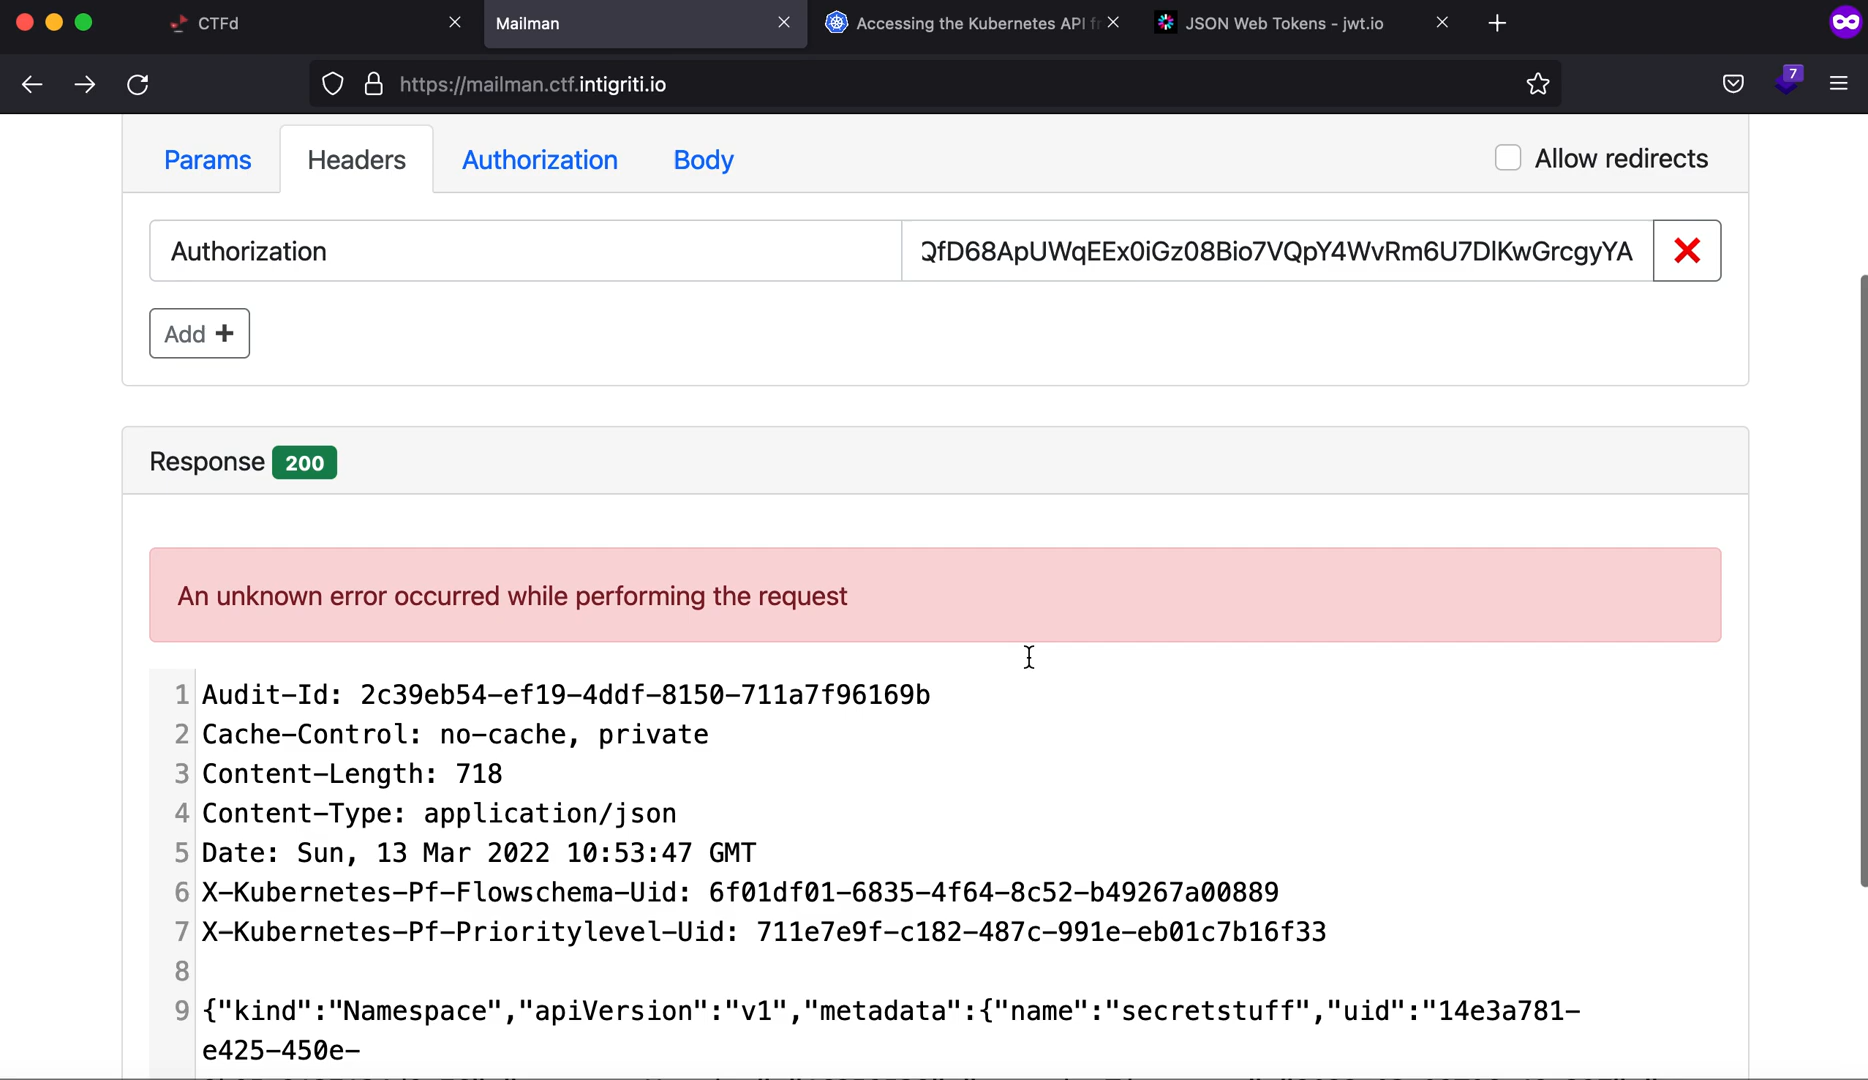 CTFd
Mailman
Accessing the Kubernetes API fr
JSON Web Tokens - jwt.io
https://mailman.ctf.intigriti.io
7
Params
Headers
Authorization
Body
Allow redirects
Authorization
QfD68ApUWqEEx0iGz08Bio7VQpY4WvRm6U7DlKwGrcgyYA
Add +
Response 200
An unknown error occurred while performing the request
1 Audit-Id: 2c39eb54-ef19-4ddf-8150-711a7f96169b
2 Cache-Control: no-cache, private
3 Content-Length: 718
4 Content-Type: application/json
5 Date: Sun, 13 Mar 2022 10:53:47 GMT
6 X-Kubernetes-Pf-Flowschema-Uid: 6f01df01-6835-4f64-8c52-b49267a00889
7 X-Kubernetes-Pf-Prioritylevel-Uid: 711e7e9f-c182-487c-991e-eb01c7b16f33
8
9 {"kind":"Namespace","apiVersion":"v1","metadata":{"name":"secretstuff","uid":"14e3a781-
e425-450e-